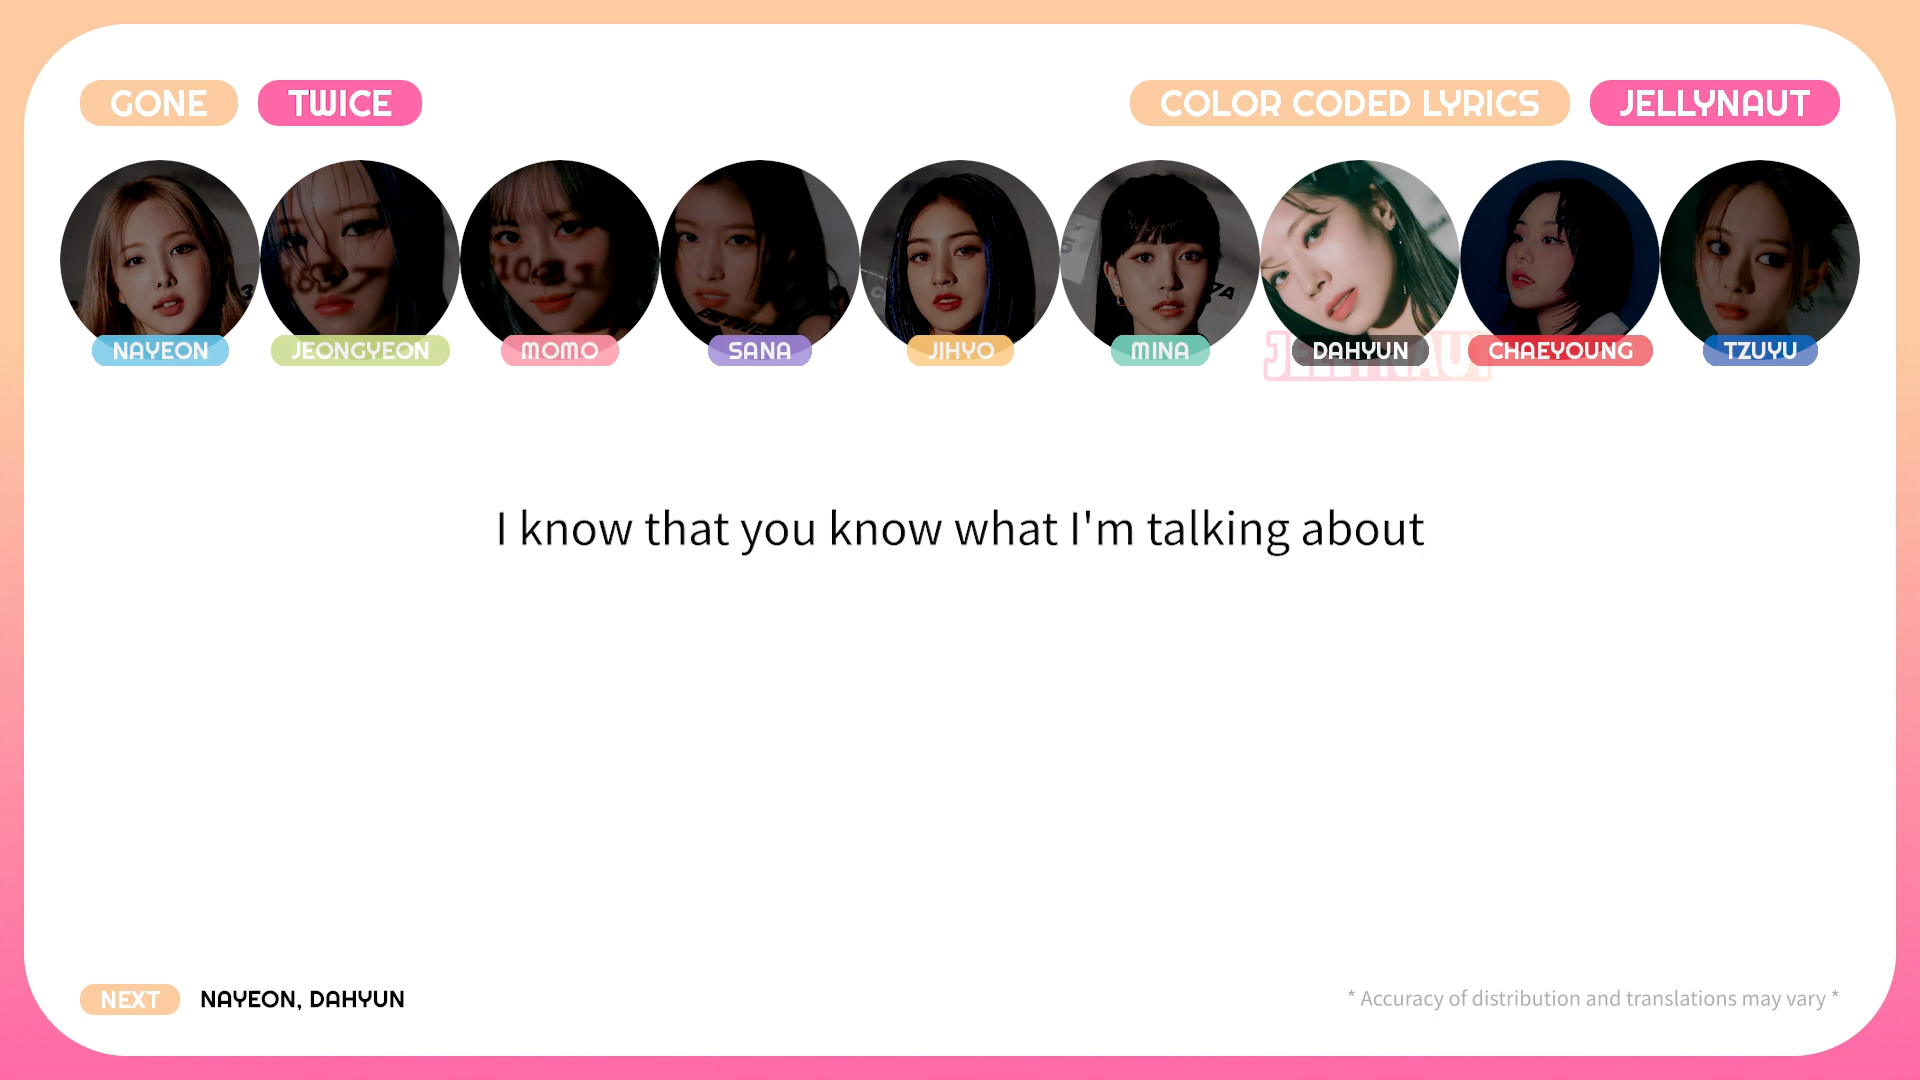 GONE TWICE COLOR CODED LYRICS JELLYNAUT
NAYEON JEONGYEON MOMO SANA JIHYO MINA DAHYUN CHAEYOUNG TZUYU
JELLYNAUT
I know that you know what I'm talking about
NEXT NAYEON, DAHYUN
* Accuracy of distribution and translations may vary *